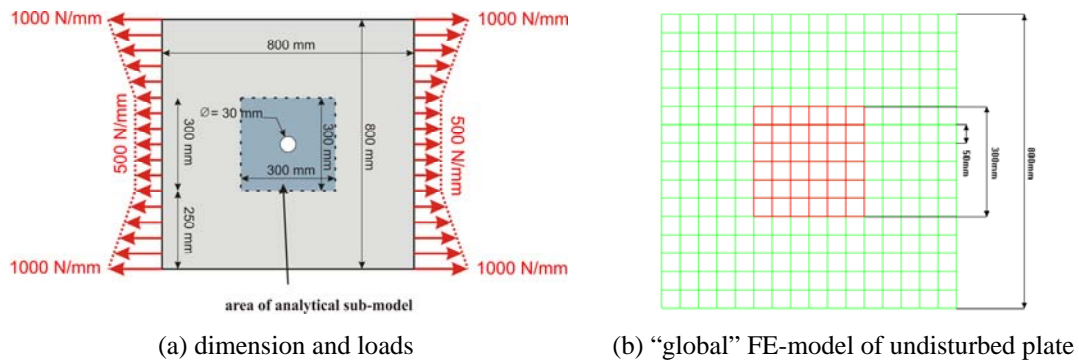 1000 N/mm
1000 N/mm
800 mm
Ø= 30 mm
500 N/mm
300 mm
300 mm
300 mm
800 mm
500 N/mm
250 mm
1000 N/mm
1000 N/mm
area of analytical sub-model
50mm
300mm
800mm
(a) dimension and loads
(b) “global” FE-model of undisturbed plate